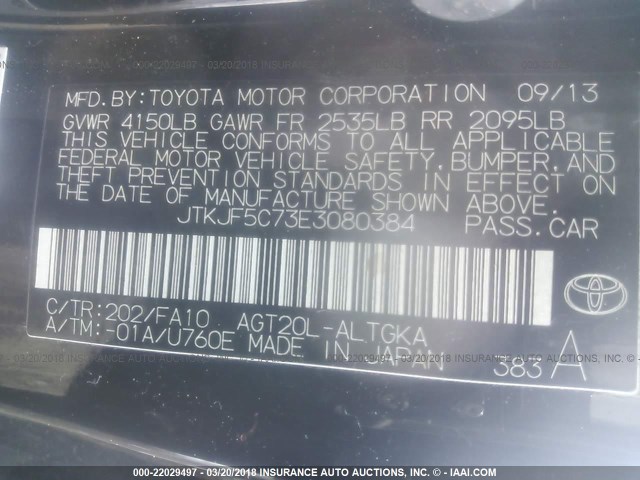 MFD.BY:TOYOTA MOTOR CORPORATION 09/13
GVWR 4150LB GAWR FR 2535LB RR 2095LB
THIS VEHICLE CONFORMS TO ALL APPLICABLE
FEDERAL MOTOR VEHICLE SAFETY,BUMPER,AND
THEFT PREVENTION STANDARDS IN EFFECT ON
THE DATE OF MANUFACTURE SHOWN ABOVE.
JTKJF5C73E3080384 PASS.CAR
C/TR:202/FA10 AGT20L-ALTGKA
A/TM:-01A/U760E MADE IN JAPAN 383 A
000-22029497 - 03/20/2018 INSURANCE AUTO AUCTIONS, INC. - © - IAAI.COM